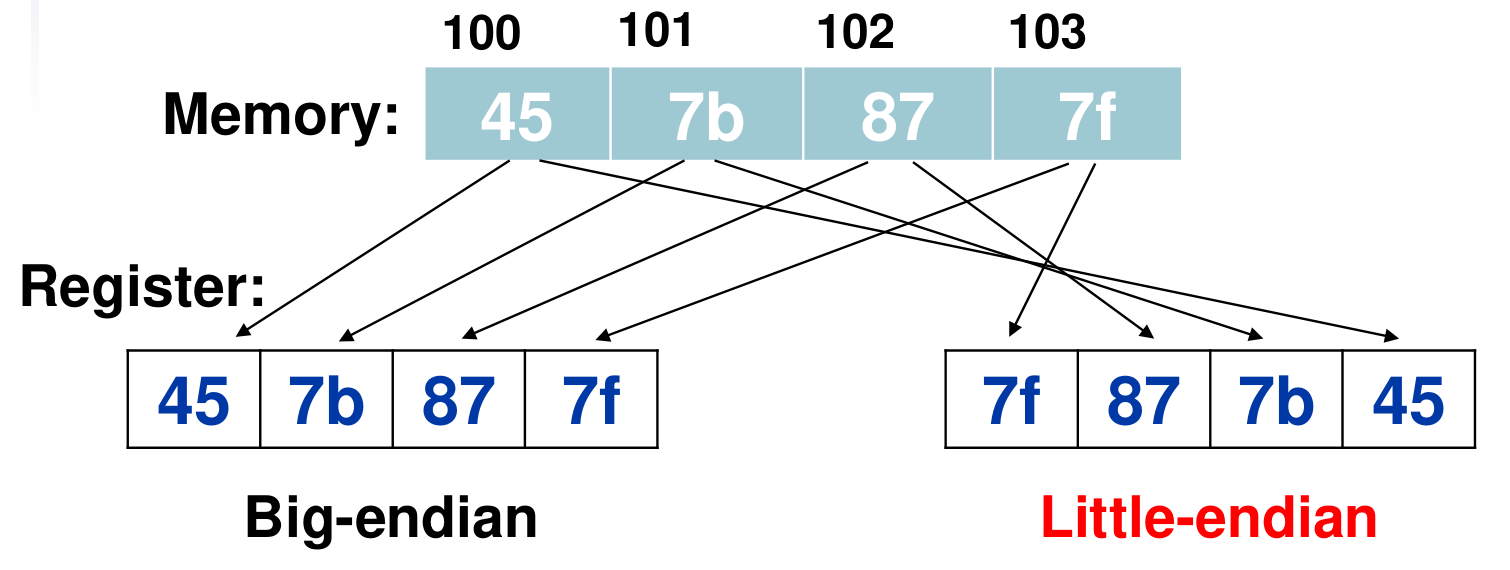 100 101 102 103
Memory: 45 7b 87 7f
Register:
45 7b 87 7f 7f 87 7b 45
Big-endian Little-endian